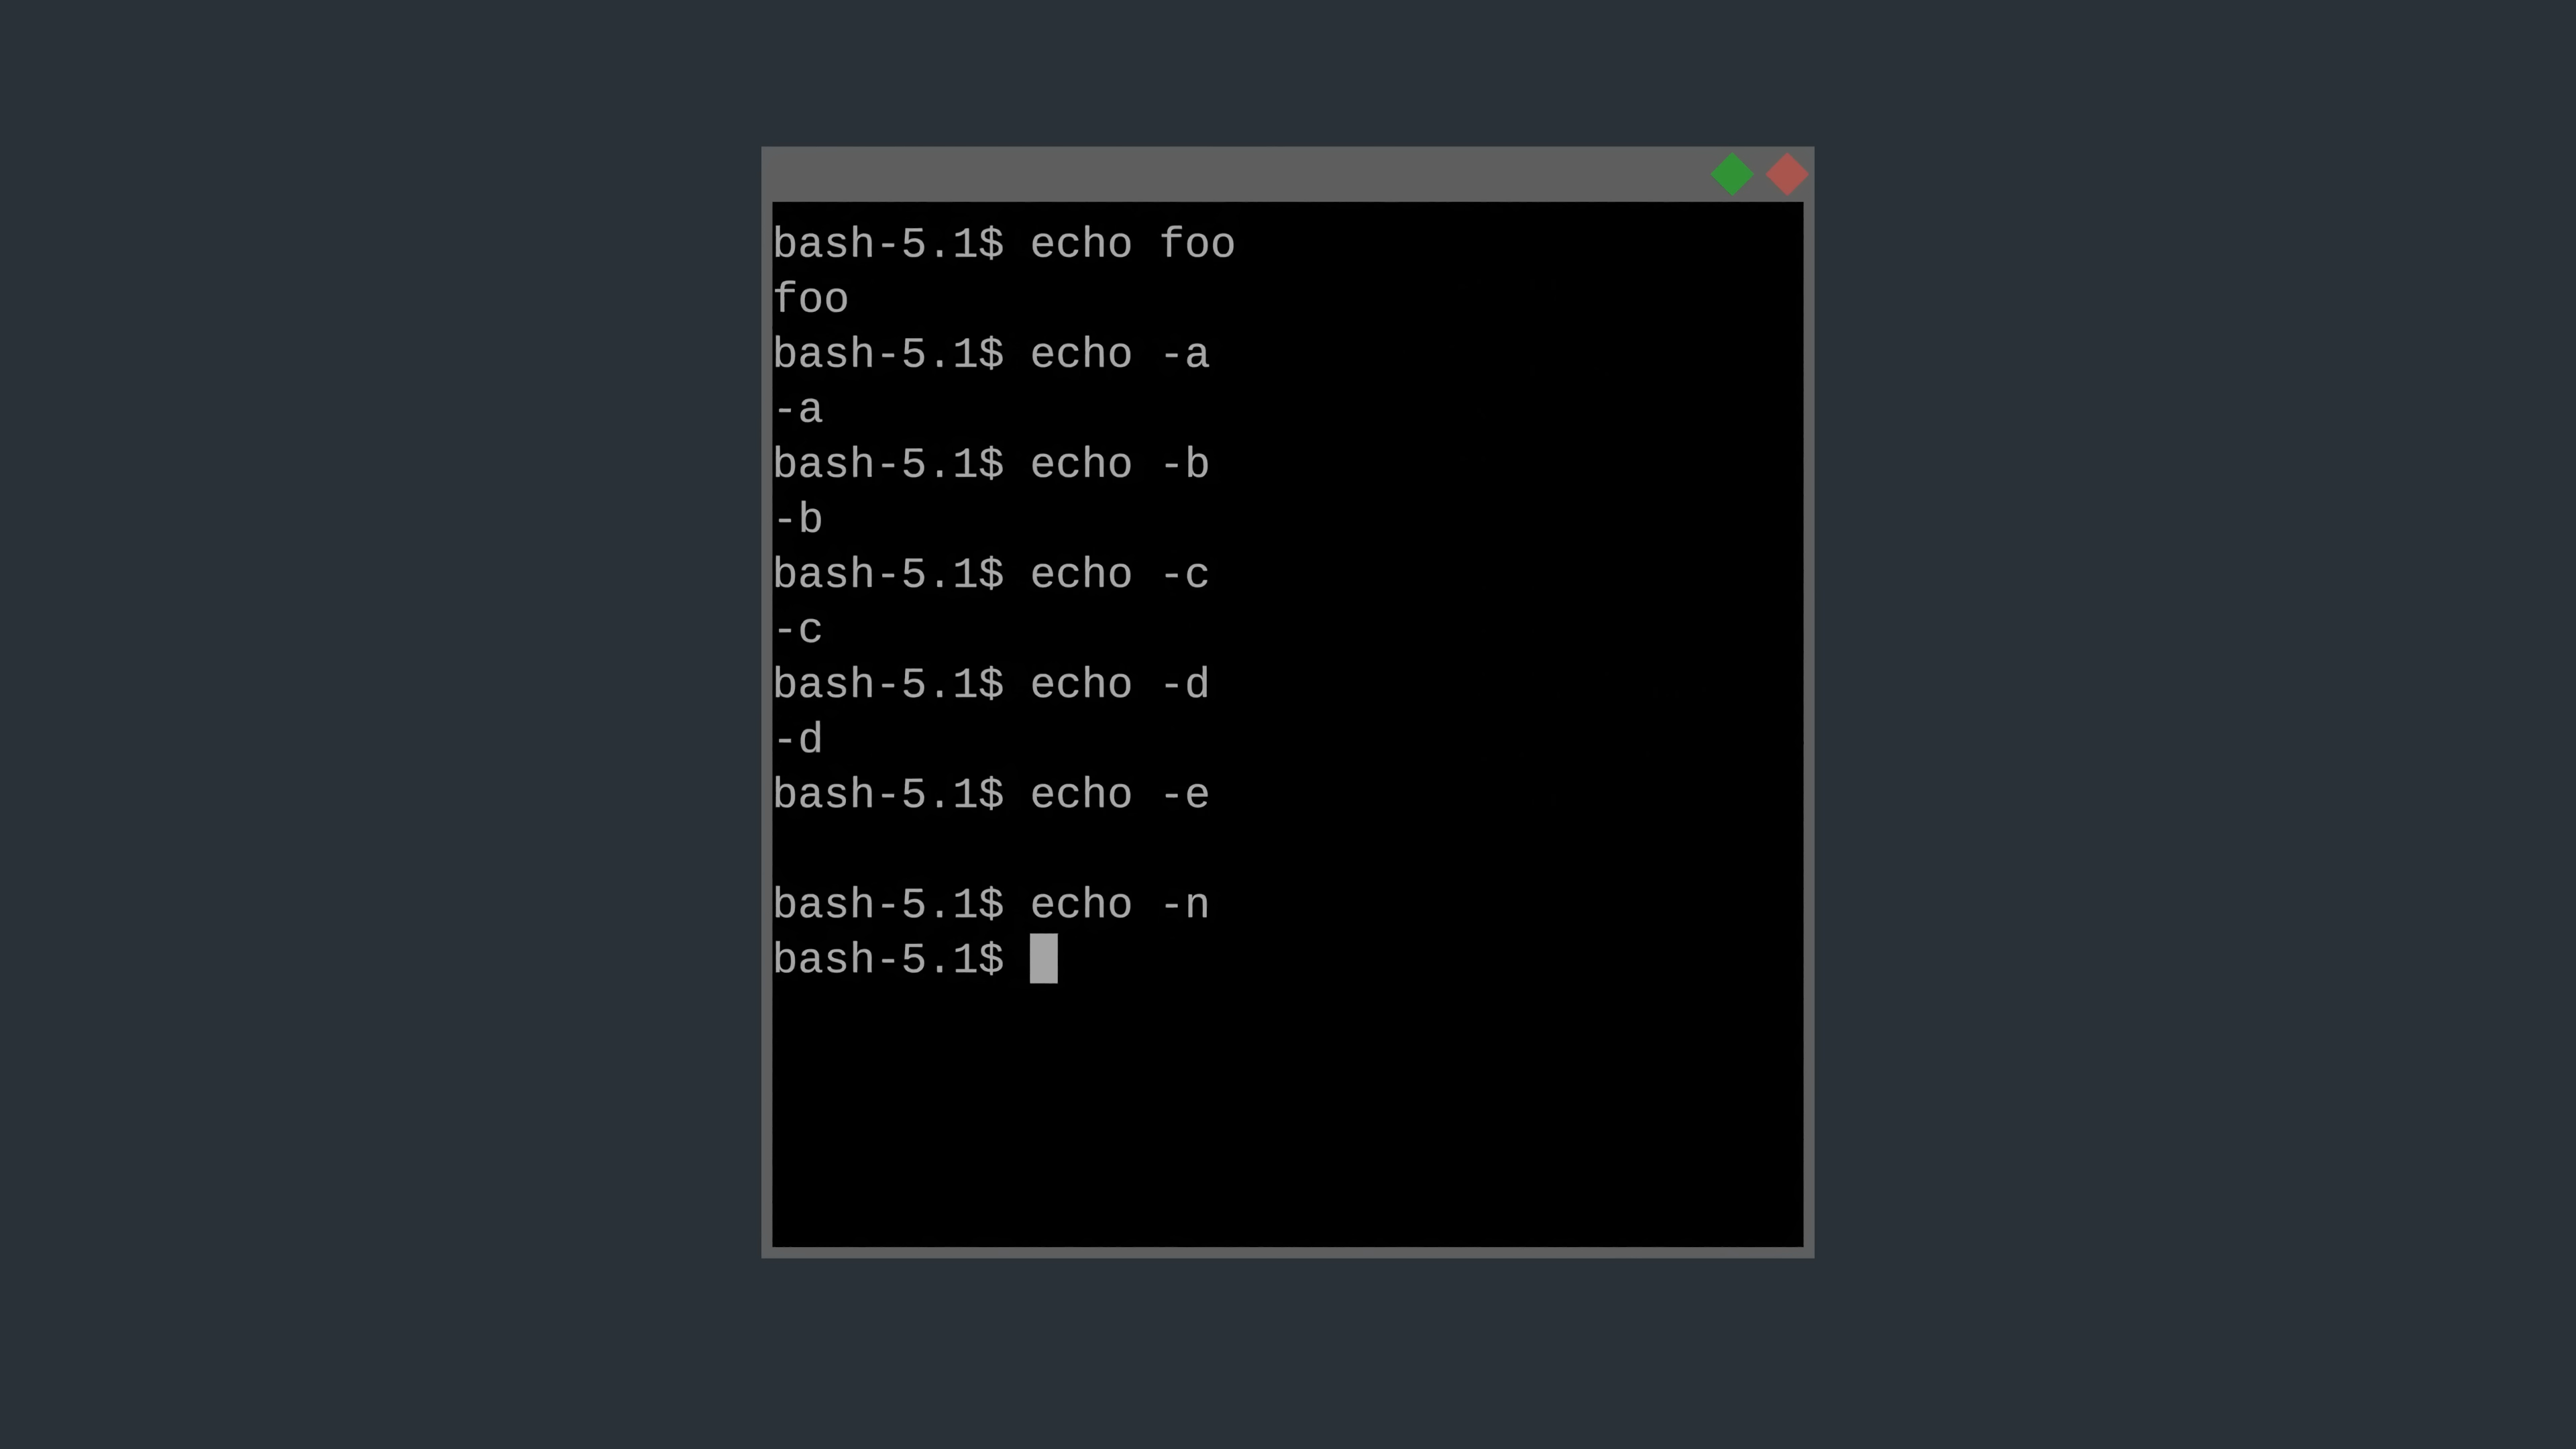 bash-5.1$ echo foo
foo
bash-5.1$ echo -a
-a
bash-5.1$ echo -b
-b
bash-5.1$ echo -c
-c
bash-5.1$ echo -d
-d
bash-5.1$ echo -e

bash-5.1$ echo -n
bash-5.1$